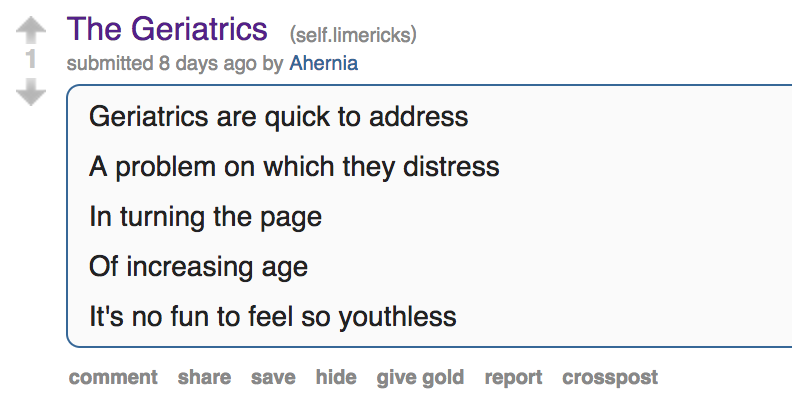 The Geriatrics (self.limericks)
1
submitted 8 days ago by Ahernia
Geriatrics are quick to address
A problem on which they distress
In turning the page
Of increasing age
It's no fun to feel so youthless
comment share save hide give gold report crosspost